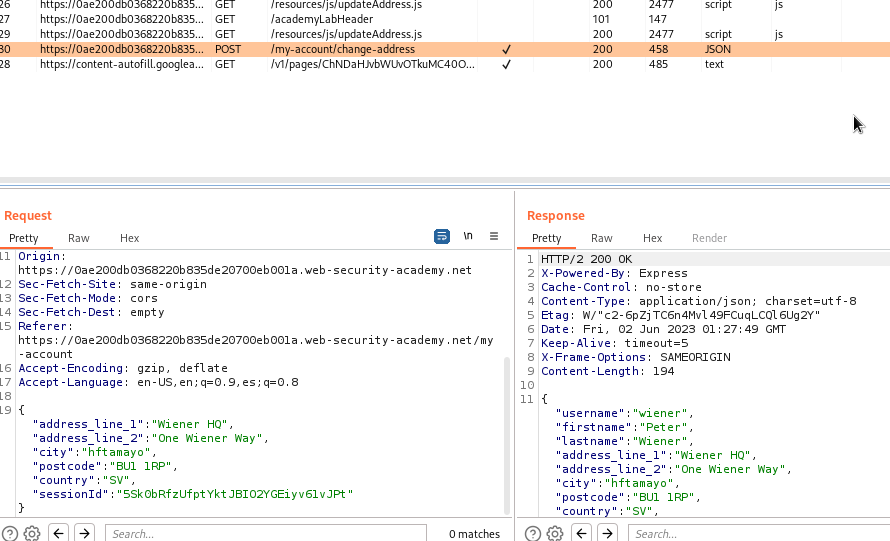 26 https://0ae200db0368220b835... GET /resources/js/updateAddress.js 200 2477 script js
27 https://0ae200db0368220b835... GET /academyLabHeader 101 147
29 https://0ae200db0368220b835... GET /resources/js/updateAddress.js 200 2477 script js
30 https://0ae200db0368220b835... POST /my-account/change-address ✓ 200 458 JSON
28 https://content-autofill.googlea... GET /v1/pages/ChNDaHJvbWUvOTkuMC40O... ✓ 200 485 text
Request
Pretty Raw Hex \n
11 Origin:
https://0ae200db0368220b835de20700eb001a.web-security-academy.net
12 Sec-Fetch-Site: same-origin
13 Sec-Fetch-Mode: cors
14 Sec-Fetch-Dest: empty
15 Referer:
https://0ae200db0368220b835de20700eb001a.web-security-academy.net/my
-account
16 Accept-Encoding: gzip, deflate
17 Accept-Language: en-US,en;q=0.9,es;q=0.8
18
19 {
"address_line_1":"Wiener HQ",
"address_line_2":"One Wiener Way",
"city":"hftamayo",
"postcode":"BU1 1RP",
"country":"SV",
"sessionId":"5Sk0bRfzUfptYktJBIO2YGEiyv61vJPt"
}
Search...
0 matches
Response
Pretty Raw Hex Render
1 HTTP/2 200 OK
2 X-Powered-By: Express
3 Cache-Control: no-store
4 Content-Type: application/json; charset=utf-8
5 Etag: W/"c2-6pZjTC6n4Mvl49FCuqLCQl6Ug2Y"
6 Date: Fri, 02 Jun 2023 01:27:49 GMT
7 Keep-Alive: timeout=5
8 X-Frame-Options: SAMEORIGIN
9 Content-Length: 194
10
11 {
"username":"wiener",
"firstname":"Peter",
"lastname":"Wiener",
"address_line_1":"Wiener HQ",
"address_line_2":"One Wiener Way",
"city":"hftamayo",
"postcode":"BU1 1RP",
"country":"SV",
Search...